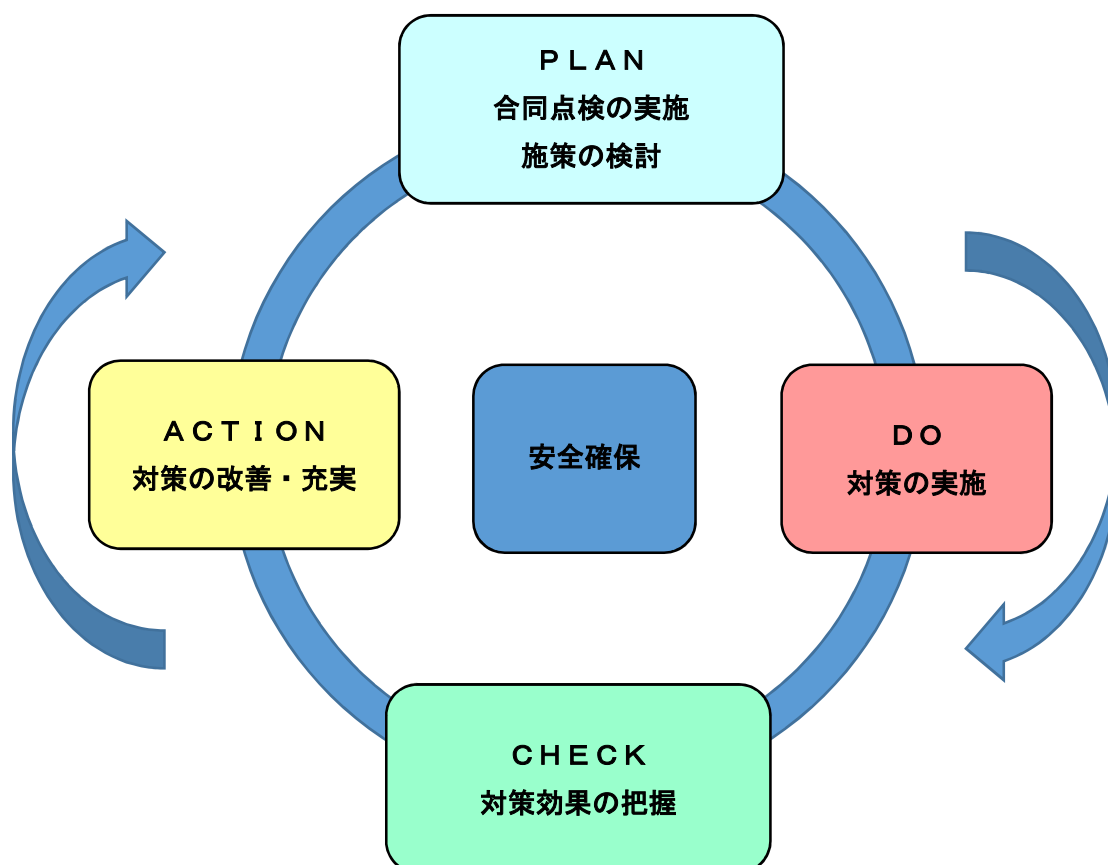 ＰＬＡＮ
合同点検の実施
施策の検討
ＡＣＴＩＯＮ
対策の改善・充実
安全確保
ＤＯ
対策の実施
ＣＨＥＣＫ
対策効果の把握